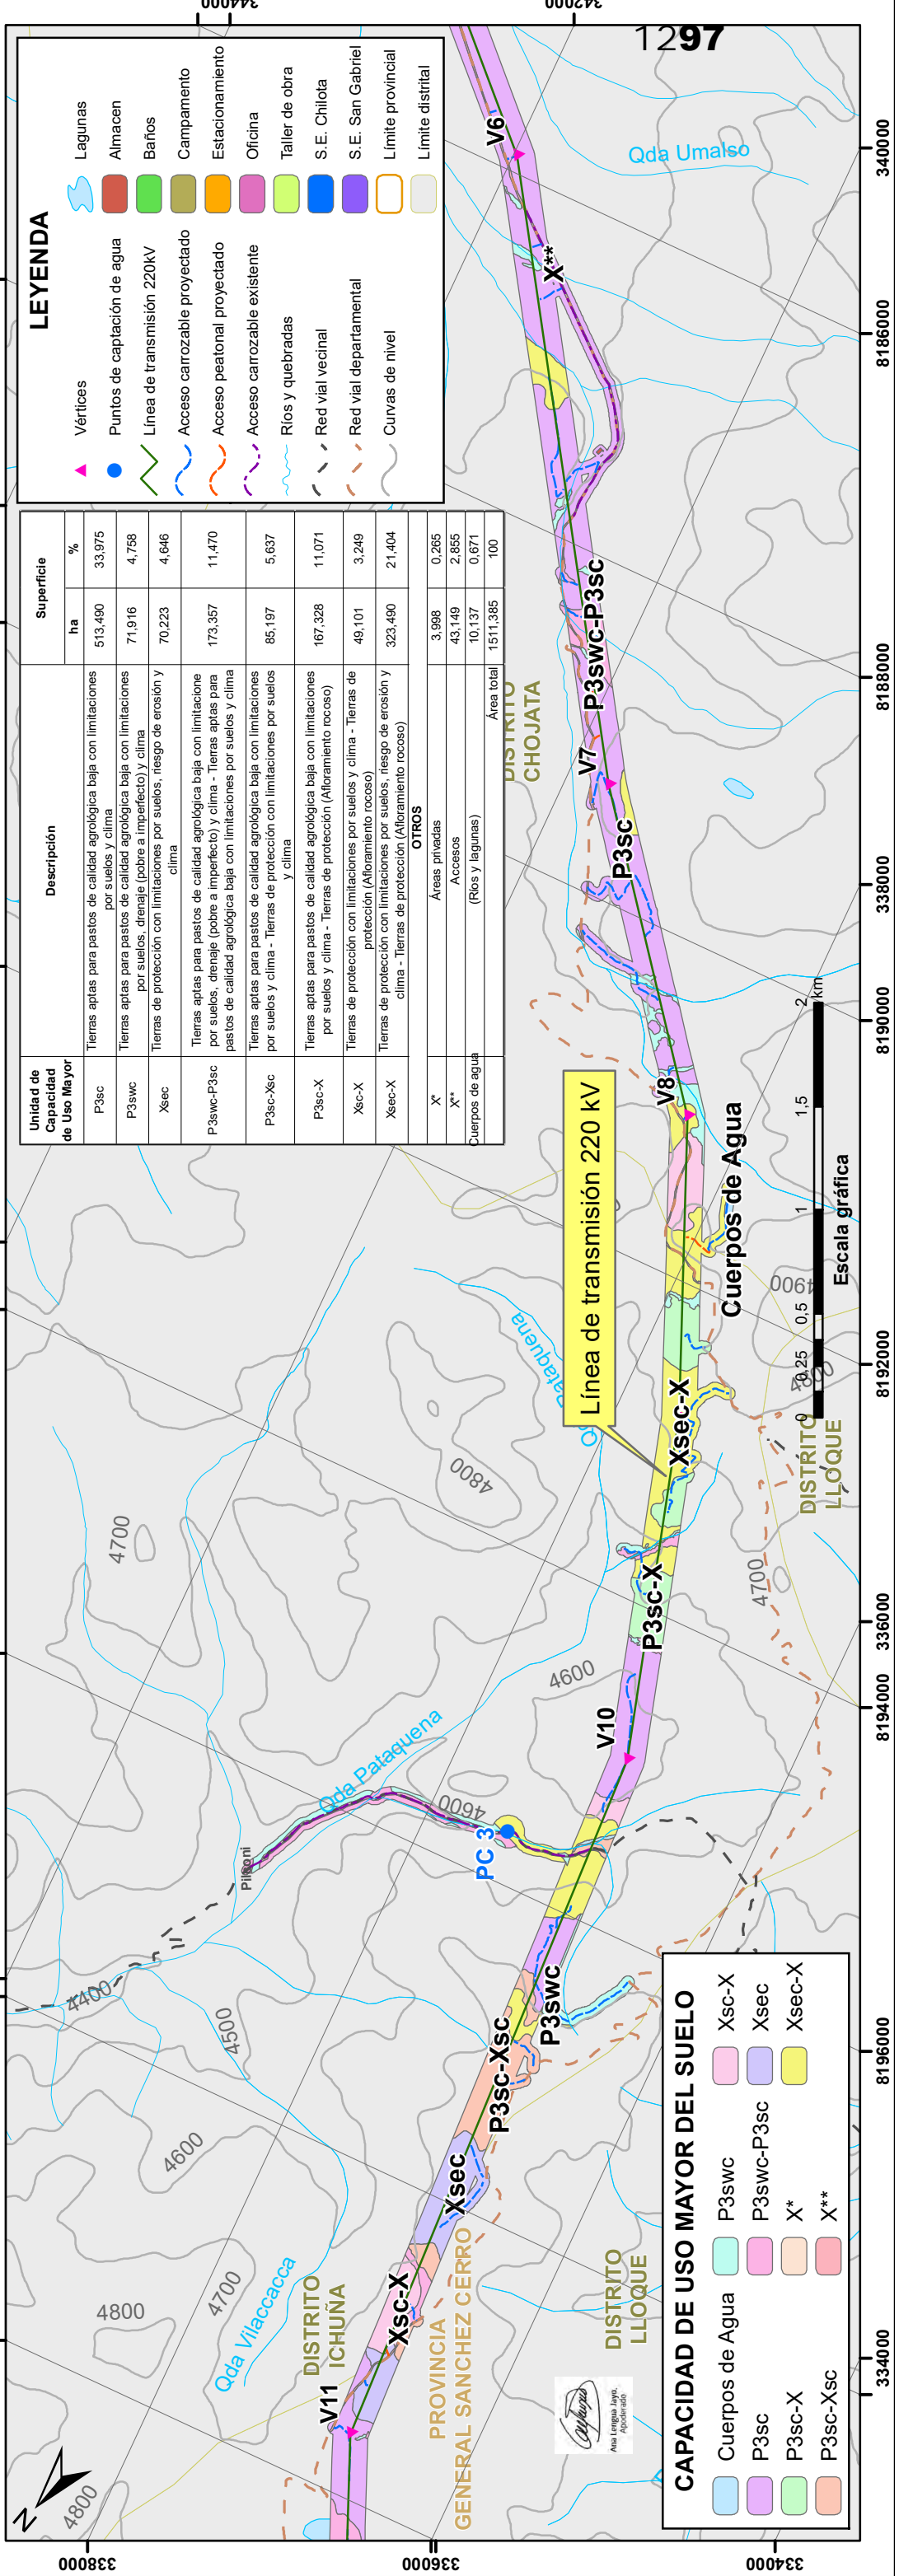 1297
LEYENDA
Vértices
Puntos de captación de agua
Línea de transmisión 220kV
Acceso carrozable proyectado
Acceso peatonal proyectado
Acceso carrozable existente
Ríos y quebradas
Red vial vecinal
Red vial departamental
Curvas de nivel
Lagunas
Almacen
Baños
Campamento
Estacionamiento
Oficina
Taller de obra
S.E. Chilota
S.E. San Gabriel
Límite provincial
Límite distrital
Unidad de Capacidad de Uso Mayor | Descripción | Superficie
ha | %
P3sc | Tierras aptas para pastos de calidad agrológica baja con limitaciones por suelos y clima | 513,490 | 33,975
P3swc | Tierras aptas para pastos de calidad agrológica baja con limitaciones por suelos, drenaje (pobre a imperfecto) y clima | 71,916 | 4,758
Xsec | Tierras de protección con limitaciones por suelos, riesgo de erosión y clima | 70,223 | 4,646
P3swc-P3sc | Tierras aptas para pastos de calidad agrológica baja con limitacione por suelos, drenaje (pobre a imperfecto) y clima - Tierras aptas para pastos de calidad agrológica baja con limitaciones por suelos y clima | 173,357 | 11,470
P3sc-Xsc | Tierras aptas para pastos de calidad agrológica baja con limitaciones por suelos y clima - Tierras de protección con limitaciones por suelos y clima | 85,197 | 5,637
P3sc-X | Tierras aptas para pastos de calidad agrológica baja con limitaciones por suelos y clima - Tierras de protección (Afloramiento rocoso) | 167,328 | 11,071
Xsc-X | Tierras de protección con limitaciones por suelos y clima - Tierras de protección (Afloramiento rocoso) | 49,101 | 3,249
Xsec-X | Tierras de protección con limitaciones por suelos, riesgo de erosión y clima - Tierras de protección (Afloramiento rocoso) | 323,490 | 21,404
OTROS
X* | Áreas privadas | 3,998 | 0,265
X** | Accesos | 43,149 | 2,855
Cuerpos de agua | (Ríos y lagunas) | 10,137 | 0,671
Área total | 1511,385 | 100
V11
Xsc-X
Xsec
P3sc-Xsc
P3swc
PC 3
V10
P3sc-X
Xsec-X
Línea de transmisión 220 kV
Cuerpos de Agua
V8
P3sc
V7
P3swc-P3sc
X**
V6
Qda Umalso
DISTRITO
CHOJATA
Qda Pataquena
Qda Pataquena
Pilconi
Qda Vilaccacca
DISTRITO
ICHUÑA
PROVINCIA
GENERAL SANCHEZ CERRO
DISTRITO
LLOQUE
DISTRITO
LLOQUE
4800
4800
4700
4600
4500
4400
4700
4800
4600
4600
4700
4800
4900
0 0,25 0,5 1 1,5 2
km
Escala gráfica
N
Ana Lengua Jayo.
Apoderado
CAPACIDAD DE USO MAYOR DEL SUELO
Cuerpos de Agua
P3sc
P3sc-X
P3sc-Xsc
P3swc
P3swc-P3sc
X*
X**
Xsc-X
Xsec
Xsec-X
338000
336000
334000
344000
342000
334000
8196000
8194000
336000
8192000
8190000
338000
8188000
8186000
340000